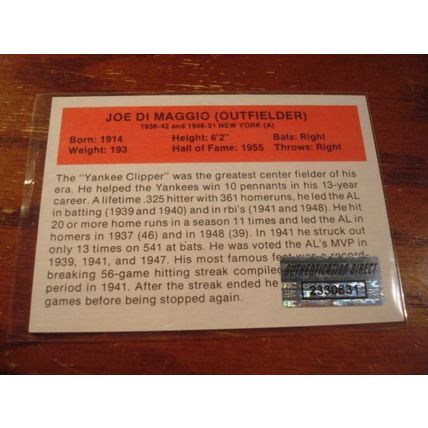 JOE DI MAGGIO (OUTFIELDER)
1936-42 and 1946-51 NEW YORK (A)
Born: 1914 Height: 6'2" Bats: Right
Weight: 193 Hall of Fame: 1955 Throws: Right
The "Yankee Clipper" was the greatest center fielder of his
era. He helped the Yankees win 10 pennants in his 13-year
career. A lifetime .325 hitter with 361 homeruns, he led the AL
in batting (1939 and 1940) and in rbi's (1941 and 1948). He hit
20 or more home runs in a season 11 times and led the AL in
homers in 1937 (46) and in 1948 (39). In 1941 he struck out
only 13 times on 541 at bats. He was voted the AL's MVP in
1939, 1941, and 1947. His most famous feat was a record-
breaking 56-game hitting streak compiled
period in 1941. After the streak ended he
games before being stopped again.
AUTHENTICATION DIRECT
2330631